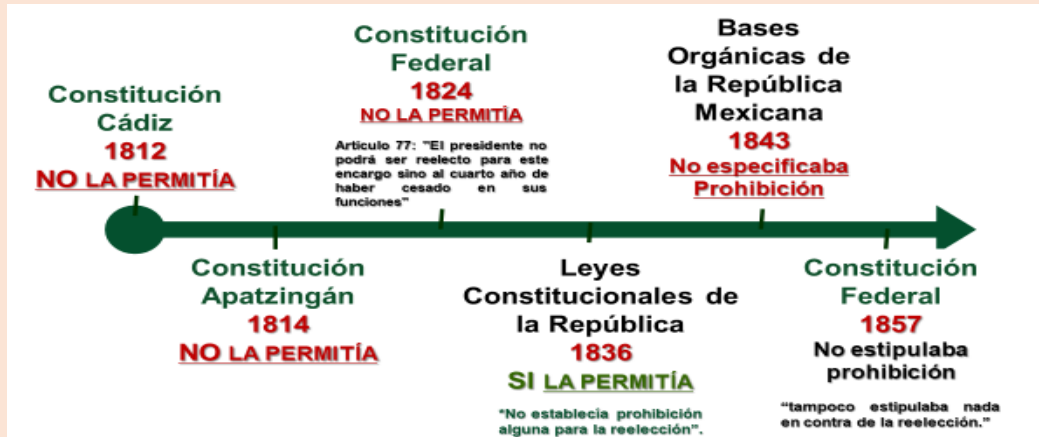 Constitución
Cádiz
1812
NO LA PERMITÍA
Constitución
Apatzingán
1814
NO LA PERMITÍA
Constitución
Federal
1824
NO LA PERMITÍA
Articulo 77: "El presidente no
podrá ser reelecto para este
encargo sino al cuarto año de
haber cesado en sus
funciones"
Leyes
Constitucionales de
la República
1836
SI LA PERMITÍA
"No establecía prohibición
alguna para la reelección".
Bases
Orgánicas de
la República
Mexicana
1843
No especificaba
Prohibición
Constitución
Federal
1857
No estipulaba
prohibición
"tampoco estipulaba nada
en contra de la reelección."